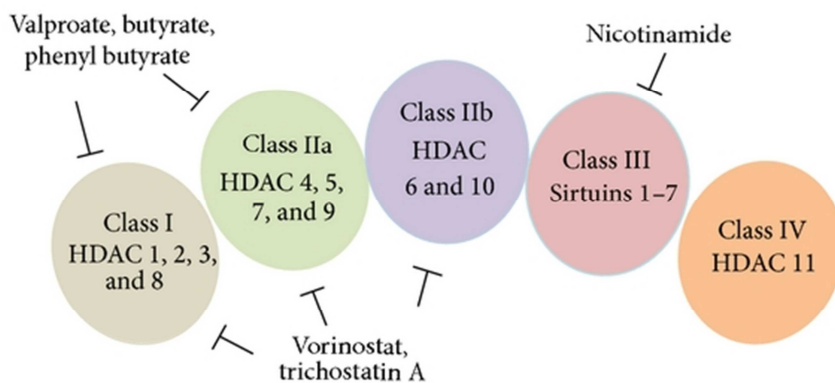 Valproate, butyrate,
phenyl butyrate
Nicotinamide
Class I
HDAC 1, 2, 3,
and 8
Class IIa
HDAC 4, 5,
7, and 9
Class IIb
HDAC
6 and 10
Class III
Sirtuins 1–7
Class IV
HDAC 11
Vorinostat,
trichostatin A